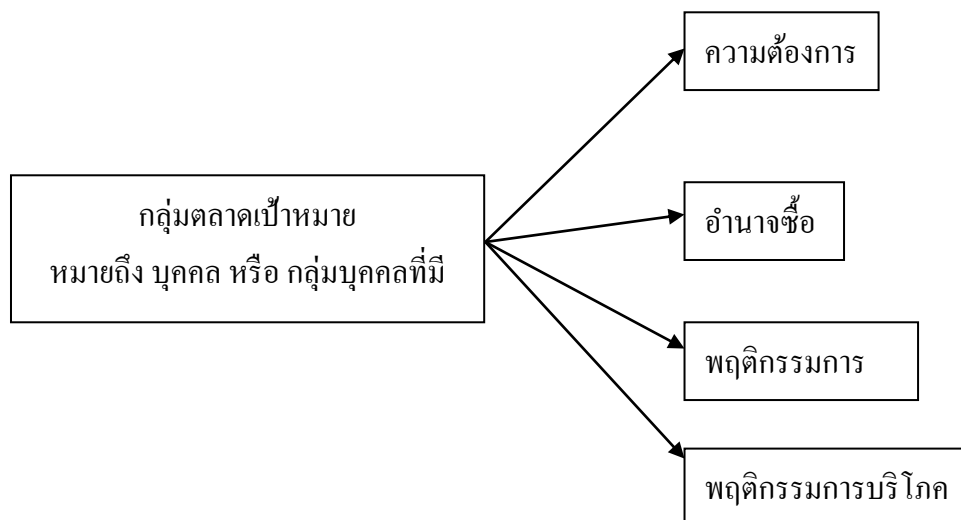 ความต้องการ
กลุ่มตลาดเป้าหมาย
หมายถึง บุคคล หรือ กลุ่มบุคคลที่มี
อำนาจซื้อ
พฤติกรรมการ
พฤติกรรมการบริโภค